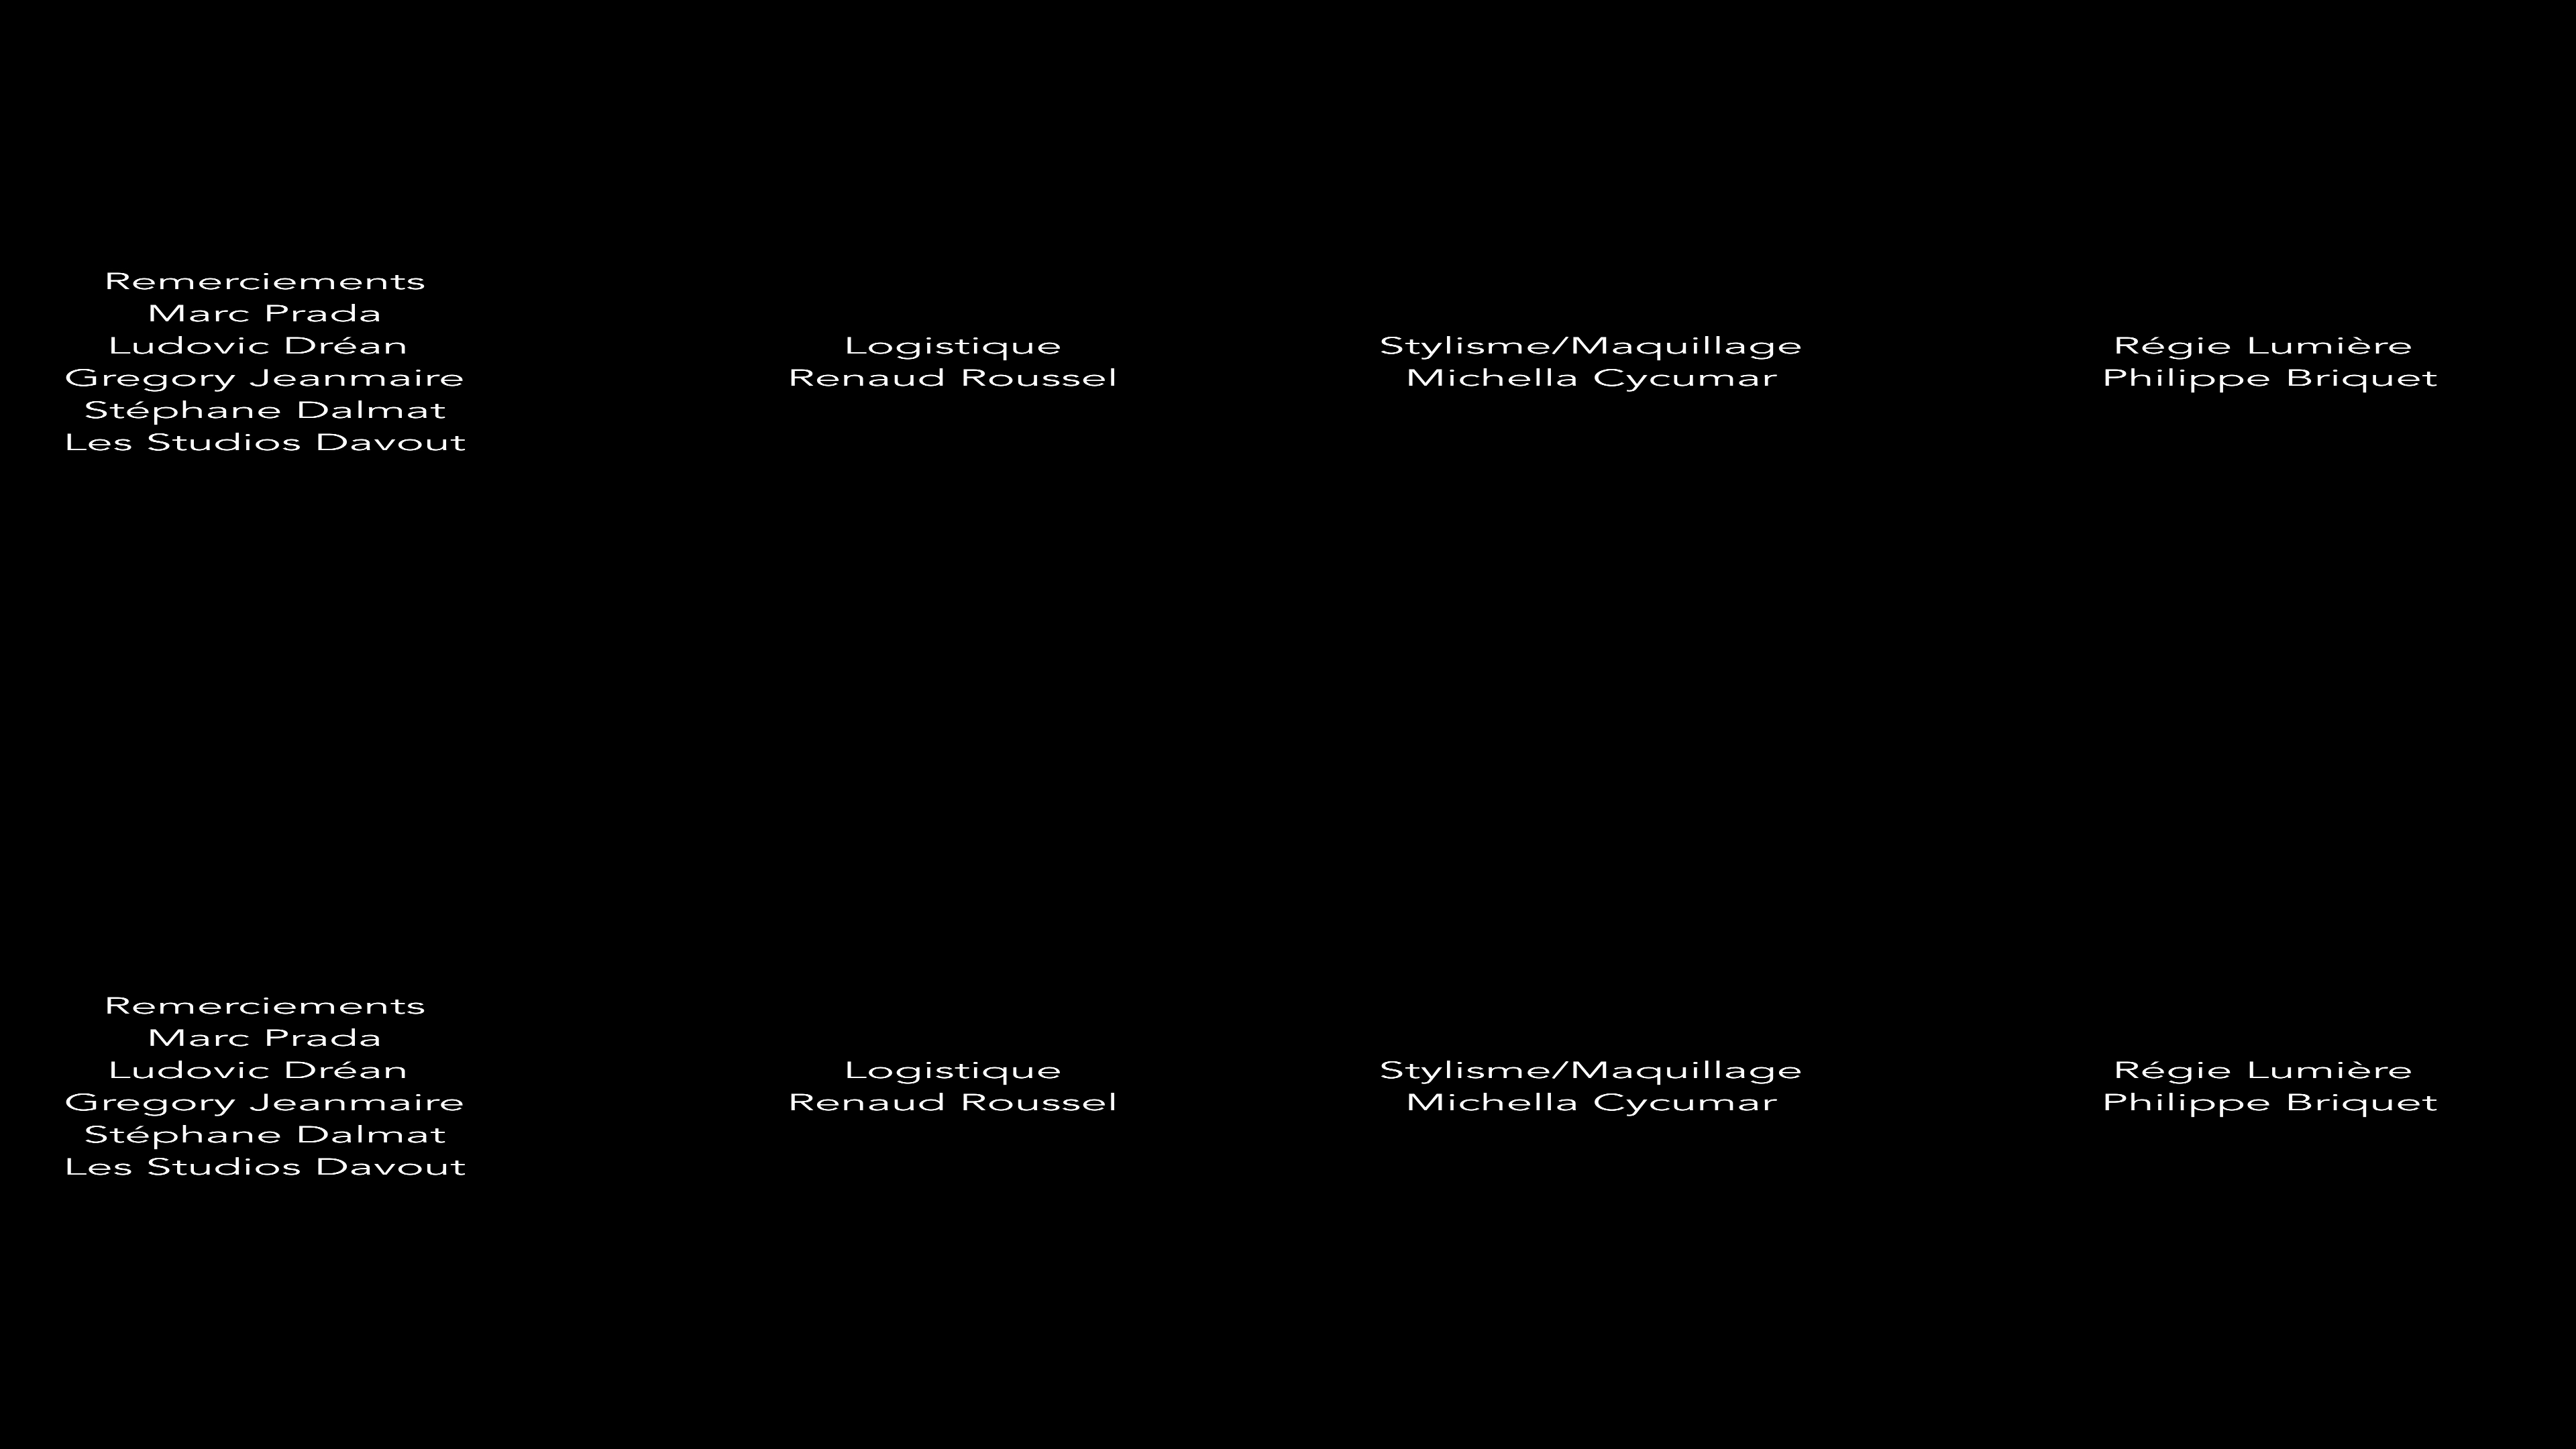 Remerciements
Marc Prada
Ludovic Dréan
Gregory Jeanmaire
Stéphane Dalmat
Les Studios Davout
Logistique
Renaud Roussel
Stylisme/Maquillage
Michella Cycumar
Régie Lumière
Philippe Briquet
Remerciements
Marc Prada
Ludovic Dréan
Gregory Jeanmaire
Stéphane Dalmat
Les Studios Davout
Logistique
Renaud Roussel
Stylisme/Maquillage
Michella Cycumar
Régie Lumière
Philippe Briquet